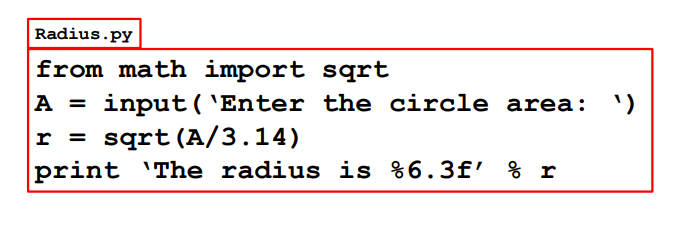 Radius.py
from math import sqrt
A = input(‘Enter the circle area: ‘)
r = sqrt(A/3.14)
print ‘The radius is %6.3f’ % r